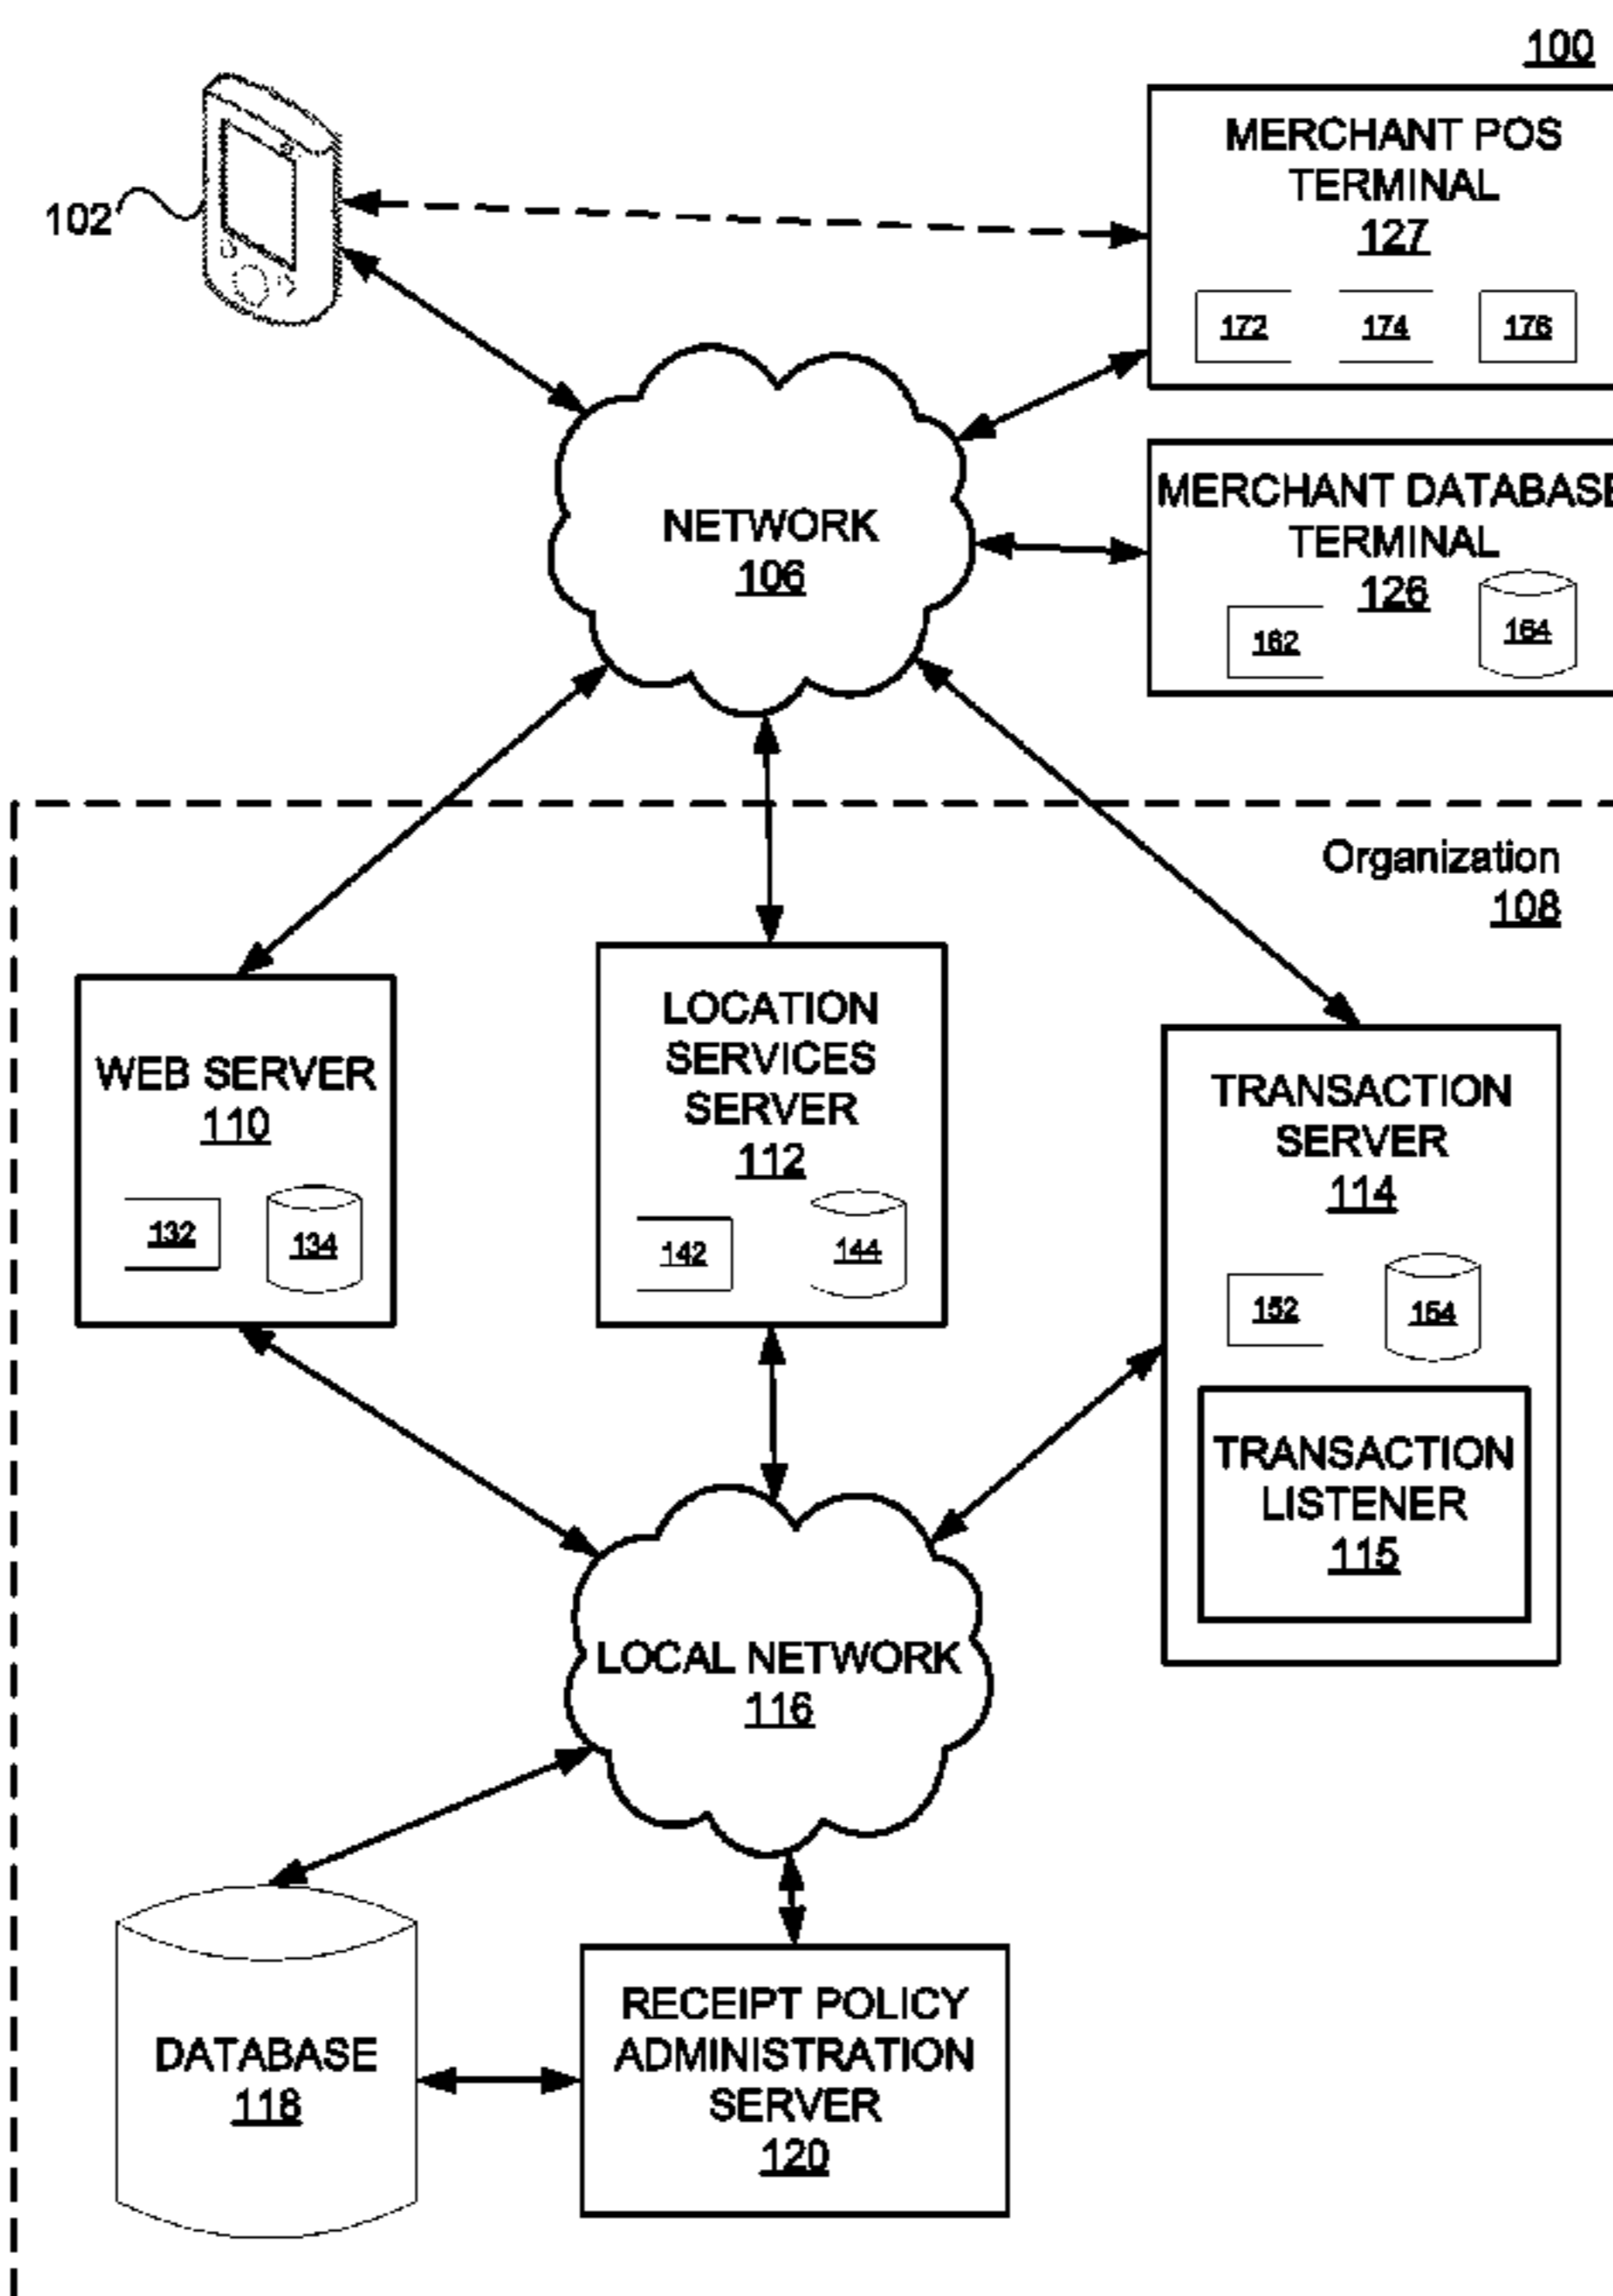 100
MERCHANT POS
TERMINAL
127
172 174 176
102
MERCHANT DATABASE
TERMINAL
126
162 164
NETWORK
106
Organization
108
WEB SERVER
110
132 134
LOCATION
SERVICES
SERVER
112
142 144
TRANSACTION
SERVER
114
152 154
TRANSACTION
LISTENER
115
LOCAL NETWORK
116
DATABASE
118
RECEIPT POLICY
ADMINISTRATION
SERVER
120